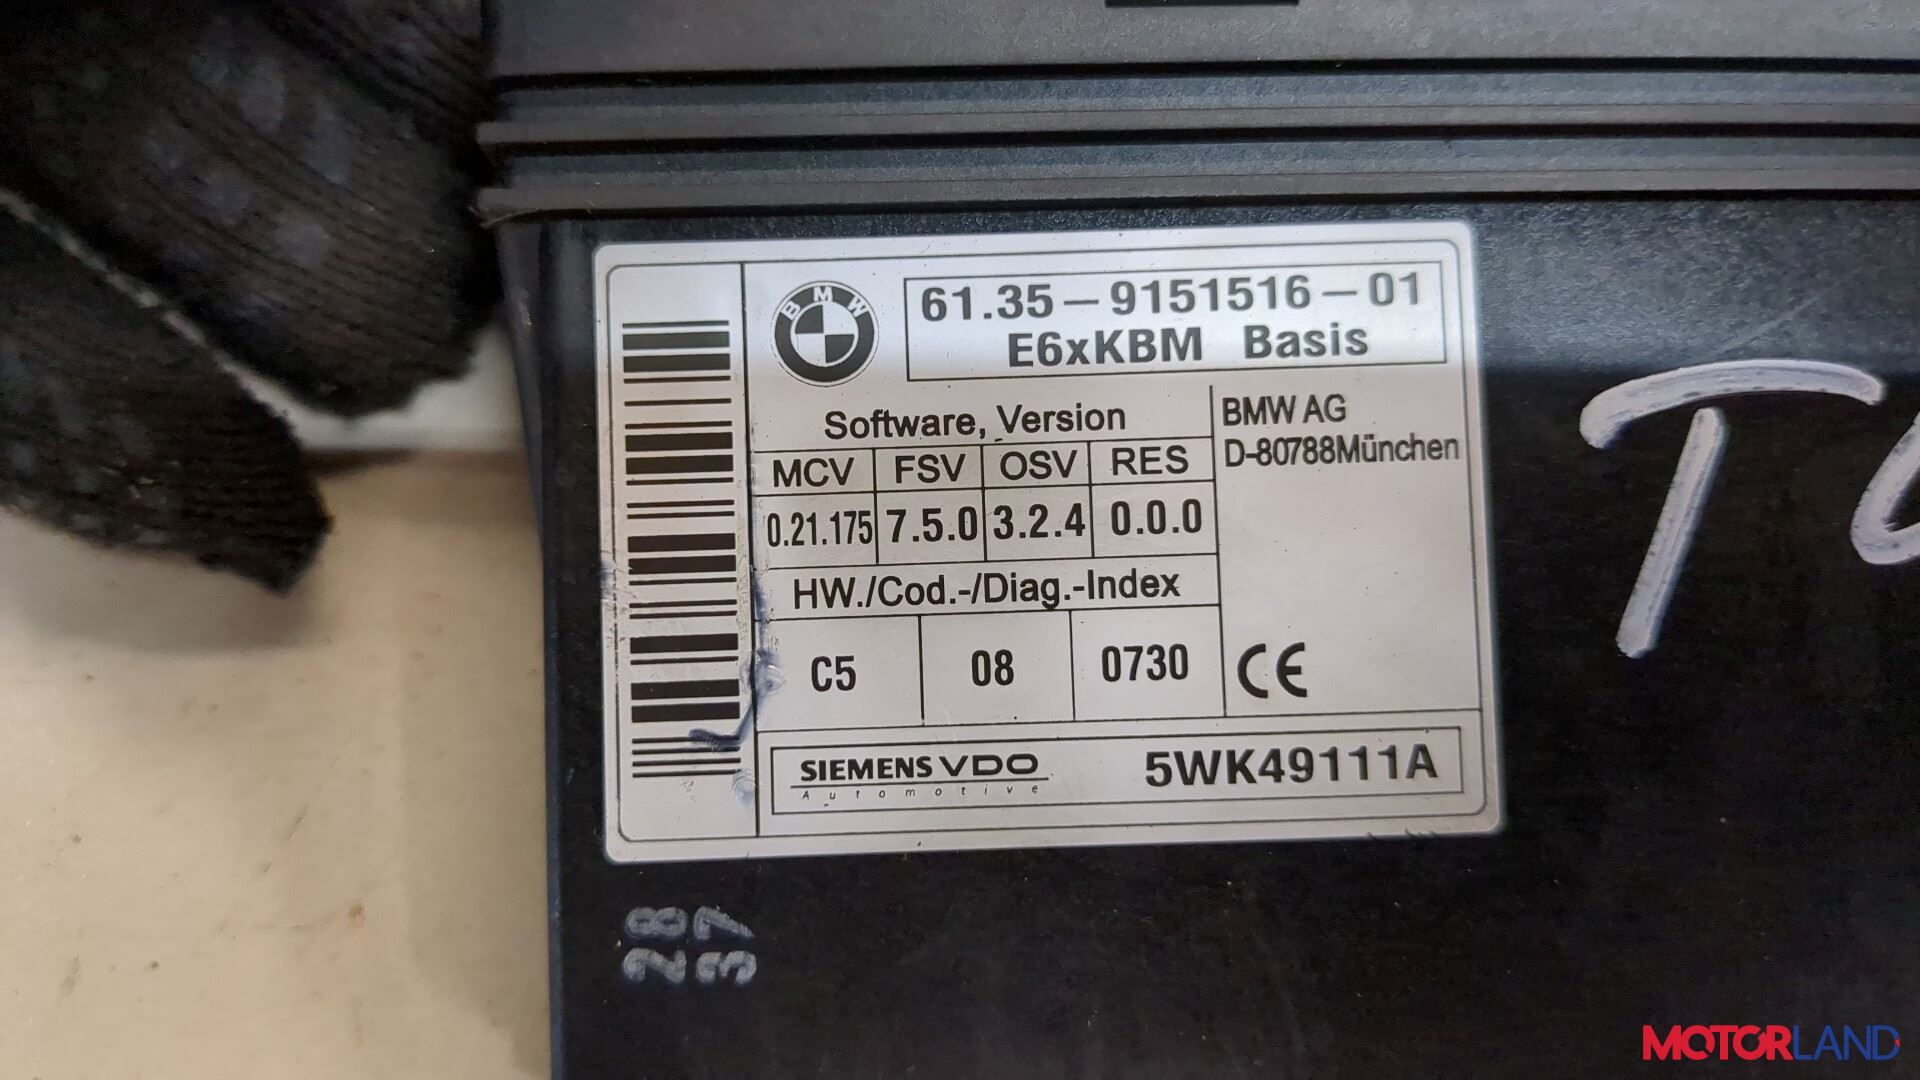 BMW
61.35-9151516-01
E6xKBM Basis
Software, Version
BMW AG
D-80788München
MCV FSV OSV RES
0.21.175 7.5.0 3.2.4 0.0.0
HW./Cod.-/Diag.-Index
C5 08 0730
CE
SIEMENS VDO
Automotive
5WK49111A
28
37
T
MOTORLAND